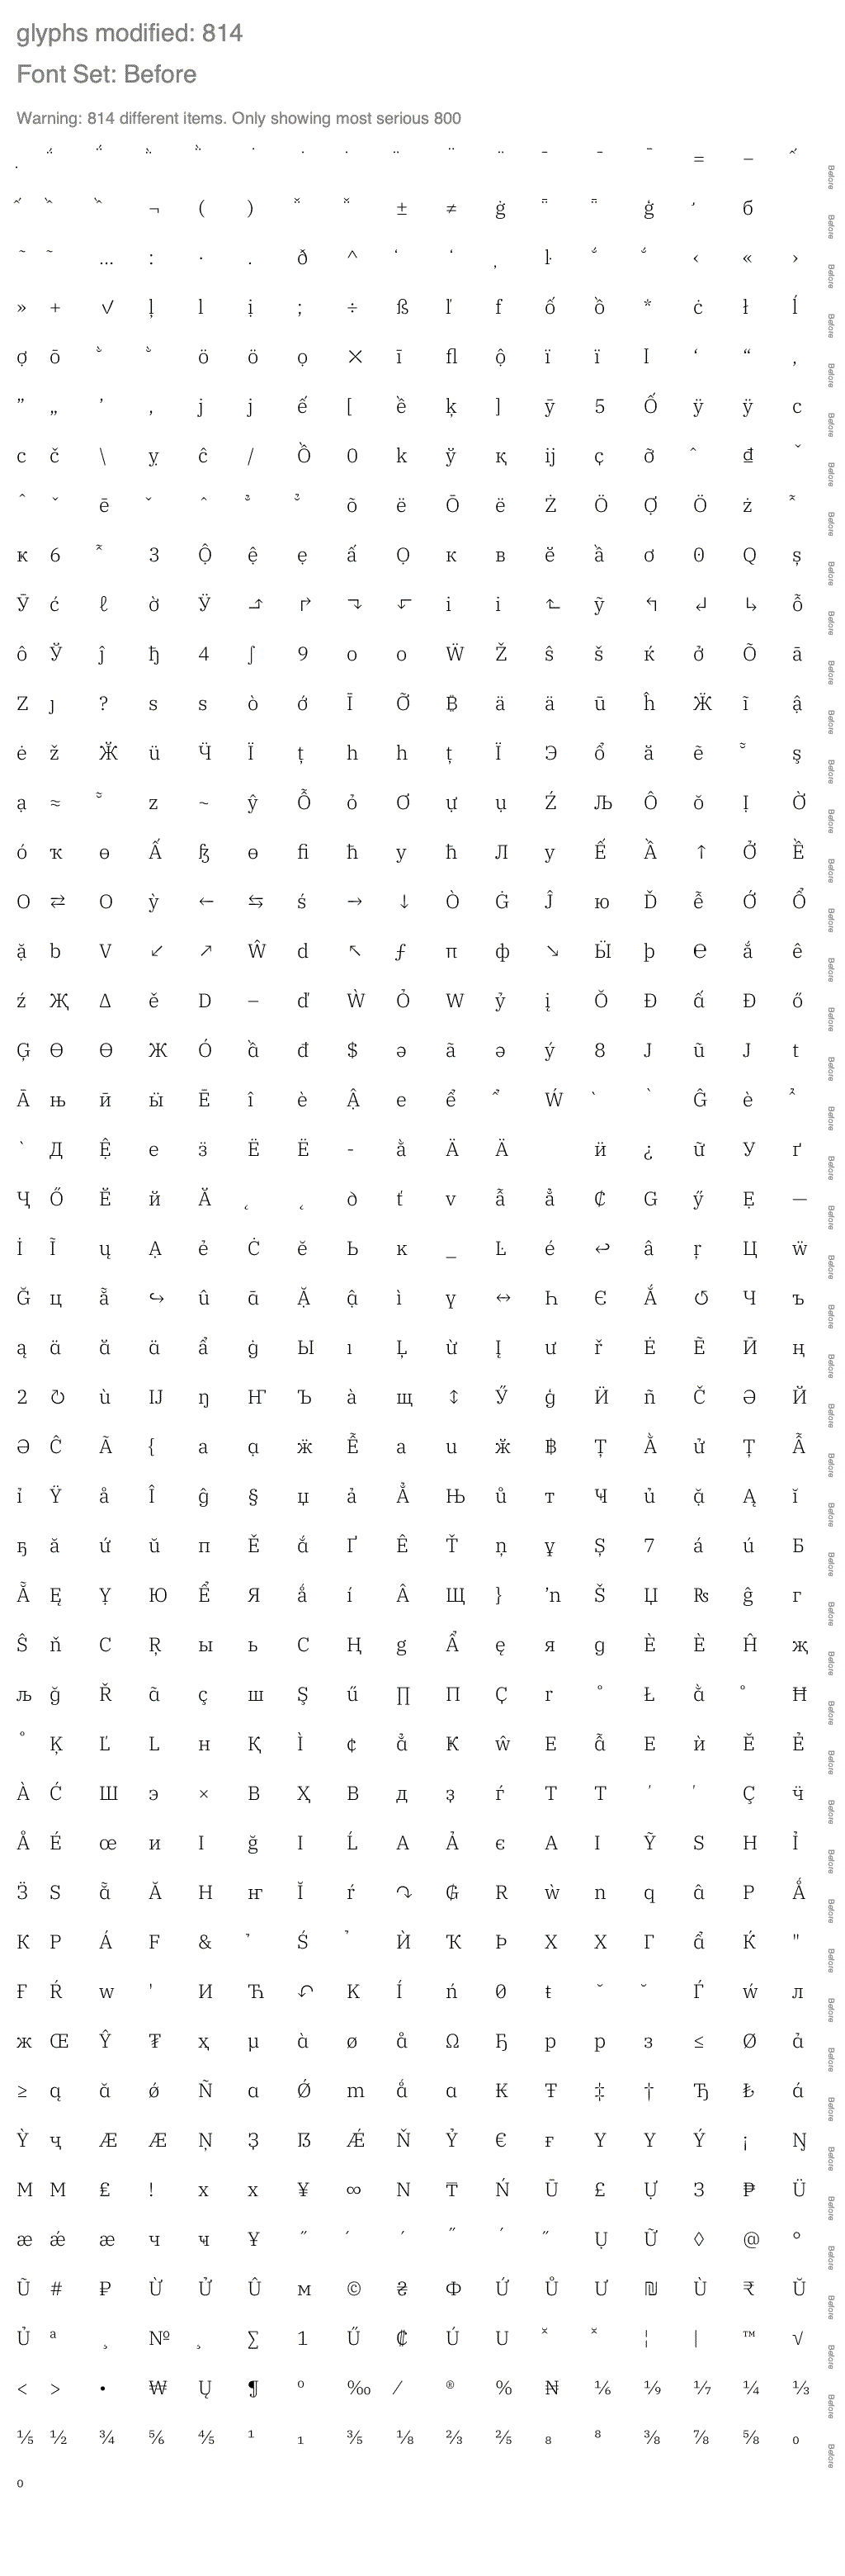 glyphs modified: 814
Font Set: Before
Warning: 814 different items. Only showing most serious 800
= – Before
¬ ( ) ± ≠ ġ ģ б Before
… : · . ð ^ ŀ ‹ « › Before
» + ✓ ļ l ị ; ÷ ß ľ f ố ồ * ċ ł Í Before
ợ ō ö ö ọ × ī fl ộ ï ï I ‘ “ ‚ Before
” „ ’ , j j ế [ ề ķ ] ȳ 5 Ố ÿ ÿ c Before
c č \ ỵ ĉ / Ồ 0 k ў қ ij ç ỡ ₫ Before
ē õ ë Ō ë Ż Ö Ợ Ö ż Before
к 6 3 Ộ ệ ẹ ấ Ọ к в ĕ ầ ơ Q ș Before
Ȳ ć ℓ ờ Ÿ i i ỹ ↰ ↲ ↳ ỗ Before
ô Ў ĵ ђ 4 ∫ 9 o o Ẅ Ž ŝ š ќ ở Õ ā Before
Z ȷ ? s s ò ớ Ī Ỡ ₿ ä ä ū ĥ ĩ ậ Before
ė ž ü Ӵ Ï ț h h ţ Ï Э ổ ă ẽ ş Before
ạ ≈ z ~ ŷ Ỗ ỏ Ơ ự ụ Ź Љ Ô ŏ Ị Ờ Before
ó ҡ ө Ấ ɮ ө fi ħ y ħ Л у Ế Ầ ↑ Ở Ề Before
O ⇄ О ỳ ← ⇆ ś → ↓ Ò Ġ Ĵ ю Ď ễ Ớ Ổ Before
ặ b V ↙ ↗ Ŵ d ↖ ƒ π ф ↘ Ӹ þ ℮ ắ ê Before
ź Җ ∆ ě D – ď Ẁ Ỏ W ỷ į Ŏ Đ ấ Ð ő Before
Ģ Ө Ө Ж Ó ầ đ $ ə ã ә ý 8 J ũ Ј t Before
Ā њ ӣ ӹ Ē î è Ậ e ể Ẃ Ĝ ѐ Before
Д Ệ е ӟ Ё Ë - ằ Ä Ä ӥ ¿ ữ У ґ Before
Ҷ Ő Ĕ й Ă ť v ẫ ẳ ₵ G ӳ Ẹ — Before
İ Ĩ ų Ạ ẻ Ċ ĕ Ь к _ Ŀ é ↩ â ŗ Ц ẅ Before
Ğ ц ẵ ↪ û Ặ ì ү ↔ Һ Є Ắ ↺ Ч ъ Before
ą ẩ ġ Ы ı Ļ ừ Į ư ř Ė Ẽ Ӣ ң Before
2 ↻ ù IJ ŋ Ҥ Ъ à щ ↕ Ӳ ġ Ӥ ñ Č Ə Й Before
Ә Ĉ Ã { a ӝ Ễ а u ฿ Ț Ằ ử Ţ Ẫ Before
ỉ Ÿ å Î ĝ § џ ả Ẳ Њ ů т Ҹ ủ Ą ĭ Before
ҕ ă ứ ŭ п Ě Ґ Ê Ť ņ ұ Ș 7 á ú Б Before
Ẵ Ę Ỵ Ю Ể Я ǻ í Â Щ } ŉ Š Џ ₨ ĝ г Before
Ŝ ň C Ŗ ы ь С Ң g Ẩ ę я ɡ È Ѐ Ĥ җ Before
љ ğ Ř ç ш Ş ű ∏ П Ç r Ł Ħ Before
Ķ Ľ L н Қ Ì ¢ ŵ E Е ѝ Ĕ Ẻ Before
À Ć Ш э × В Ҳ B д ҙ ѓ T Т Ç ӵ Before
Å É œ и I ğ I Ĺ A Ả є А І Ỹ S H Ỉ Before
Ӟ Ѕ Ă Н ҥ Ĭ ŕ ₲ R ẁ n q P Ǻ Before
К Р Á F & Ś Ѝ Ҡ Þ X Х Г Ḱ " Before
Ғ Ŕ w ' И Ћ K Í ń 0 ŧ Ѓ ẃ л Before
ж Œ Ŷ ₮ ҳ µ ø å Ω Ҕ p р з ≤ Ø Before
≥ ǿ Ñ ɑ Ǿ m Ŧ ‡ † Ђ á Before
Ỳ ҷ Æ Ӕ Ņ Ҙ ẞ Ǽ Ň Ỷ € ғ Y Ү Ý ¡ Ŋ Before
M М ₤ ! x х ¥ ∞ N Ń Ū £ Ự З ₱ Ü Before
æ ǽ ӕ ч ҹ Ұ ˝ ´ Ụ Ữ ◊ @ ° Before
Ũ # ₽ Ừ Ử Û м © ₴ Ф Ứ Ů Ư ₪ Ù ₹ Ŭ Before
Ủ ª ¸ № ¸ ∑ 1 Ű ₡ Ú U ¦ | ™ √ Before
< > • ₩ Ų ¶ º ‰ ⁄ ® % ₦ ⅙ ⅑ ⅐ ¼ ⅓ Before
⅕ ½ ¾ ⅚ ⅘ ¹ ₁ ⅗ ⅛ ⅔ ⅖ ₈ ⁸ ⅜ ⅞ ⅝ ₀ Before
₀